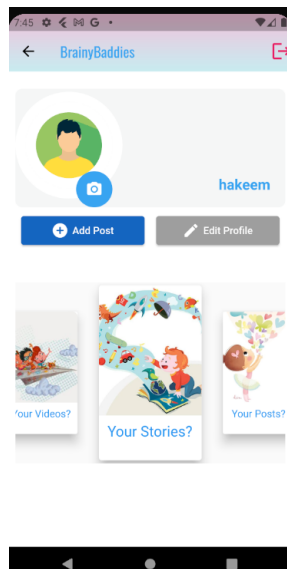 7:45 G
BrainyBaddies
hakeem
Add Post
Edit Profile
Your Videos?
Your Stories?
Your Posts?